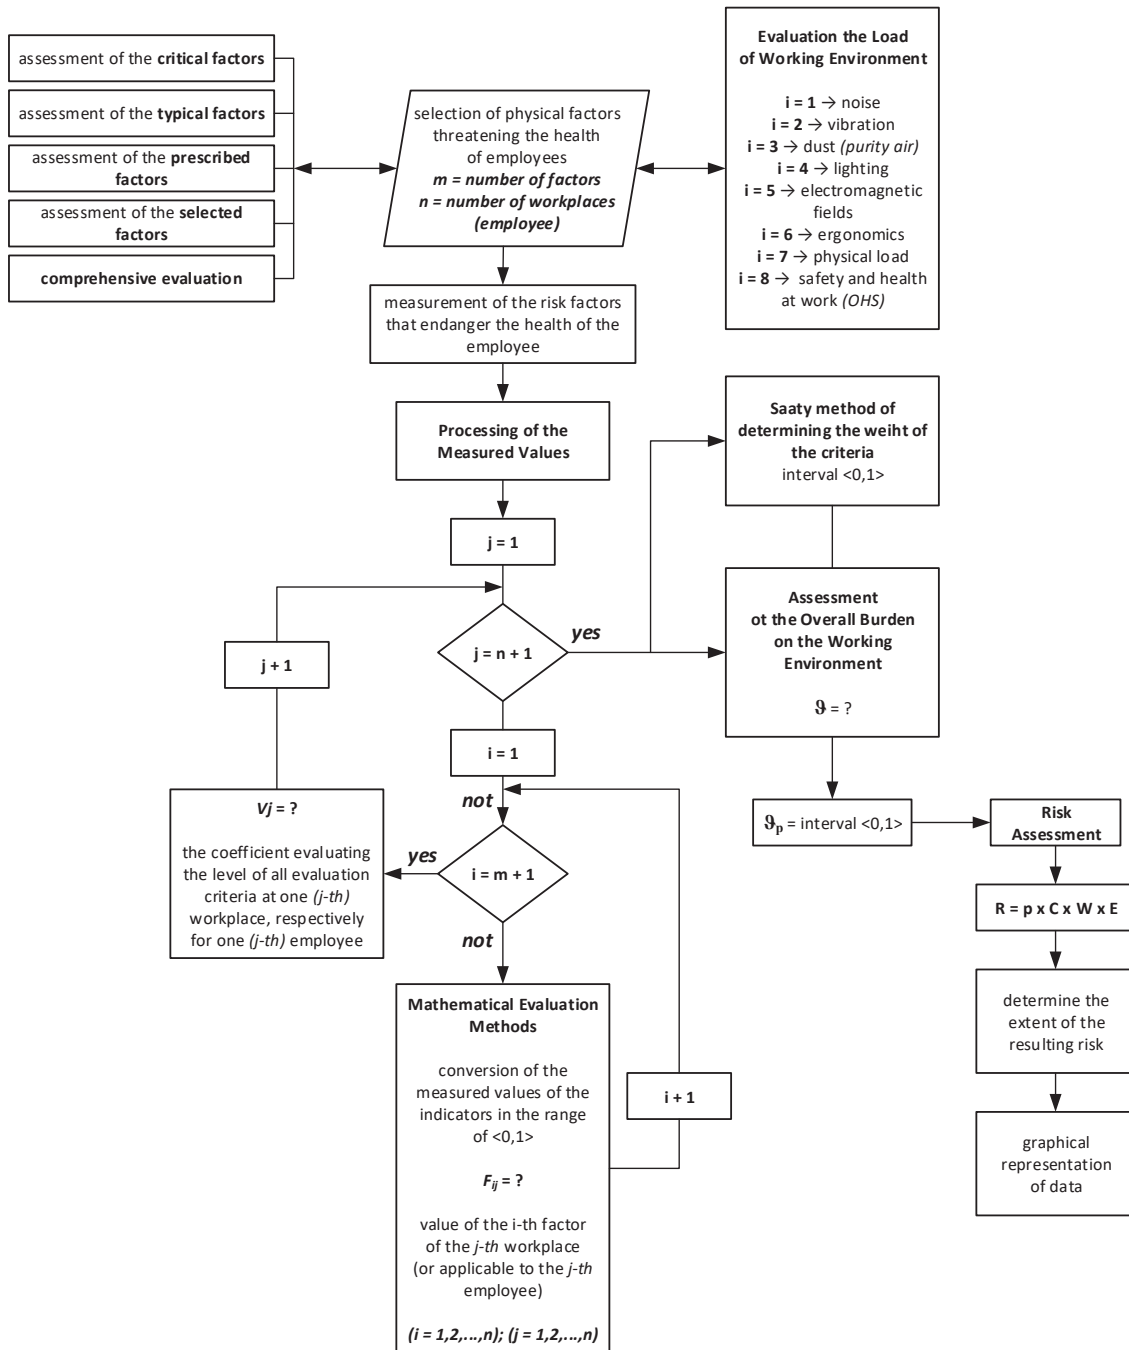 assessment of the critical factors
assessment of the typical factors
assessment of the prescribed
factors
assessment of the selected
factors
comprehensive evaluation
selection of physical factors
threatening the health
of employees
m = number of factors
n = number of workplaces
(employee)
Evaluation the Load
of Working Environment
i = 1 → noise
i = 2 → vibration
i = 3 → dust (purity air)
i = 4 → lighting
i = 5 → electromagnetic
fields
i = 6 → ergonomics
i = 7 → physical load
i = 8 → safety and health
at work (OHS)
measurement of the risk factors
that endanger the health of the
employee
Processing of the
Measured Values
Saaty method of
determining the weiht of
the criteria
interval <0,1>
j = 1
j = n + 1
yes
Assessment
ot the Overall Burden
on the Working
Environment
ϑ = ?
j + 1
i = 1
not
Vj = ?
the coefficient evaluating
the level of all evaluation
criteria at one (j-th)
workplace, respectively
for one (j-th) employee
yes
i = m + 1
not
ϑp = interval <0,1>
Risk
Assessment
R = p x C x W x E
determine the
extent of the
resulting risk
graphical
representation
of data
Mathematical Evaluation
Methods
conversion of the
measured values of the
indicators in the range
of <0,1>
Fij = ?
value of the i-th factor
of the j-th workplace
(or applicable to the j-th
employee)
(i = 1,2,...,n); (j = 1,2,...,n)
i + 1